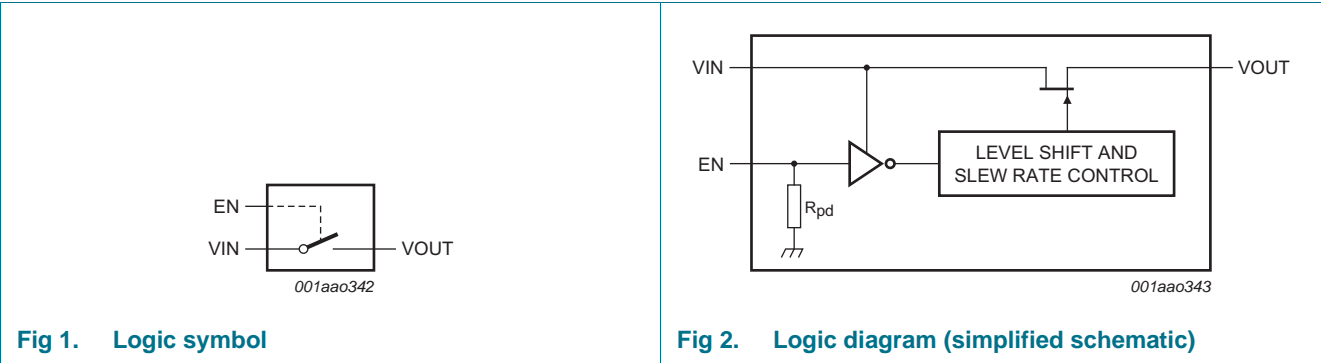 EN
VIN
VOUT
001aao342
Fig 1. Logic symbol
VIN
VOUT
EN
LEVEL SHIFT AND
SLEW RATE CONTROL
Rpd
001aao343
Fig 2. Logic diagram (simplified schematic)